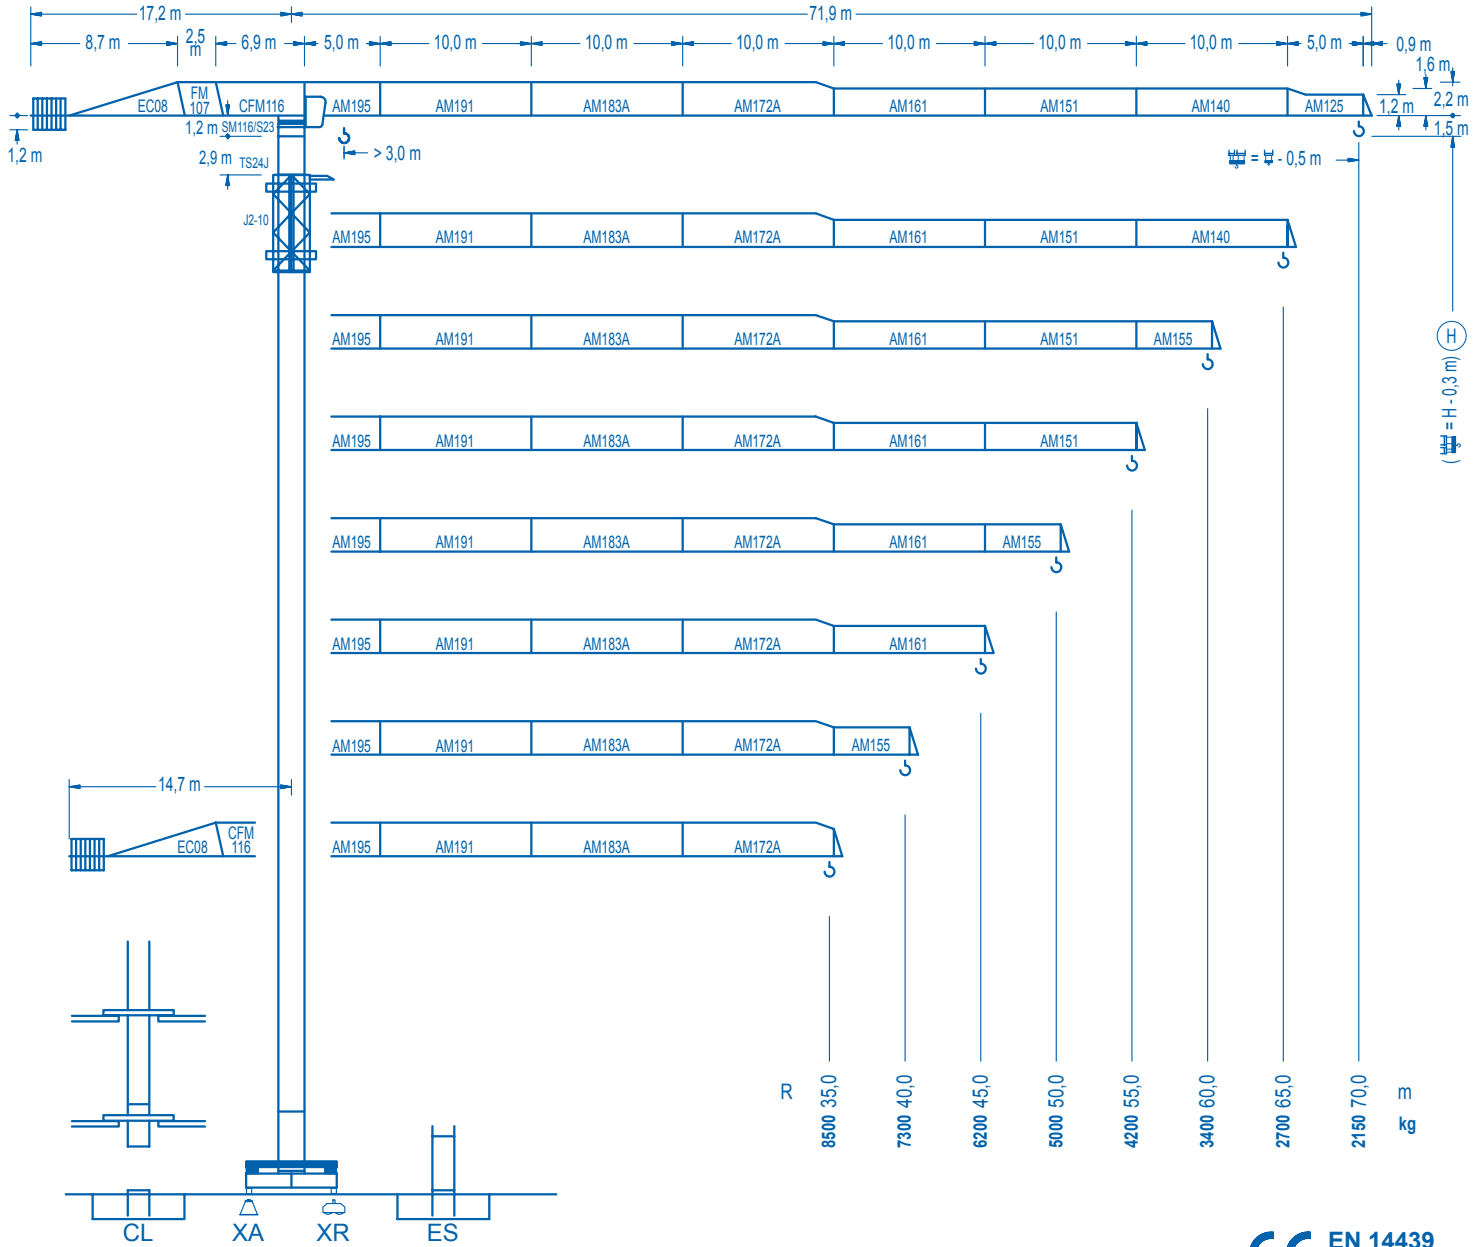 17,2 m 71,9 m
8,7 m 2,5 m 6,9 m 5,0 m 10,0 m 10,0 m 10,0 m 10,0 m 10,0 m 10,0 m 5,0 m 0,9 m
1,6 m
EC08 FM 107 CFM116 AM195 AM191 AM183A AM172A AM161 AM151 AM140 AM125 1,2 m 2,2 m
1,2 m SM116/S23 1,5 m
1,2 m > 3,0 m = - 0,5 m
2,9 m TS24J
J2-10
AM195 AM191 AM183A AM172A AM161 AM151 AM140
H
AM195 AM191 AM183A AM172A AM161 AM151 AM155
( = H - 0,3 m)
AM195 AM191 AM183A AM172A AM161 AM151
AM195 AM191 AM183A AM172A AM161 AM155
AM195 AM191 AM183A AM172A AM161
AM195 AM191 AM183A AM172A AM155
14,7 m
EC08 CFM 116 AM195 AM191 AM183A AM172A
R 35,0 40,0 45,0 50,0 55,0 60,0 65,0 70,0 m
8500 7300 6200 5000 4200 3400 2700 2150 kg
CL XA XR ES
CE EN 14439